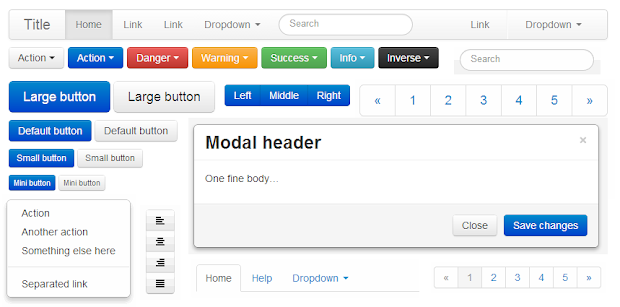 Title Home Link Link Dropdown Search Link Dropdown
Action Action Danger Warning Success Info Inverse Search
Large button Large button Left Middle Right « 1 2 3 4 5 »
Default button Default button
Modal header ×
Small button Small button
One fine body…
Mini button Mini button
Action
Another action
Close Save changes
Something else here
Separated link
Home Help Dropdown « 1 2 3 4 5 »